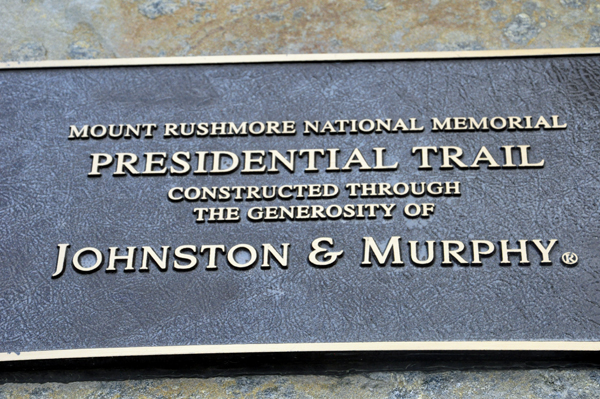 MOUNT RUSHMORE NATIONAL MEMORIAL
PRESIDENTIAL TRAIL
CONSTRUCTED THROUGH
THE GENEROSITY OF
JOHNSTON & MURPHY®